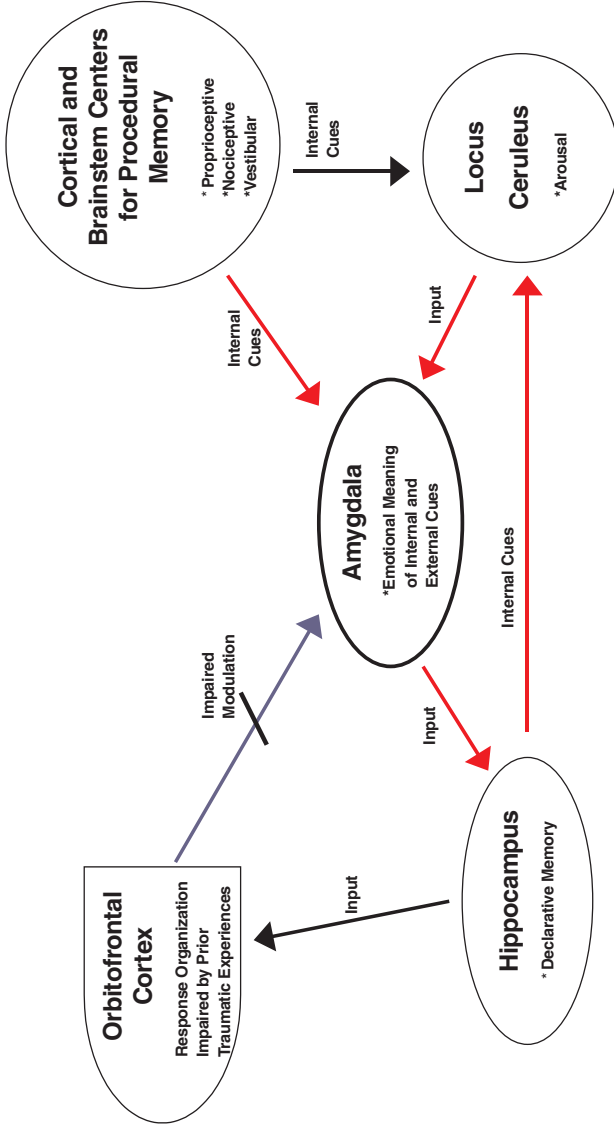 Orbitofrontal
Cortex
Response Organization
Impaired by Prior
Traumatic Experiences
Impaired
Modulation
Cortical and
Brainstem Centers
for Procedural
Memory
* Proprioceptive
*Nociceptive
*Vestibular
Internal
Cues
Internal
Cues
Amygdala
*Emotional Meaning
of Internal and
External Cues
Input
Input
Input
Hippocampus
* Declarative Memory
Internal Cues
Locus
Ceruleus
*Arousal